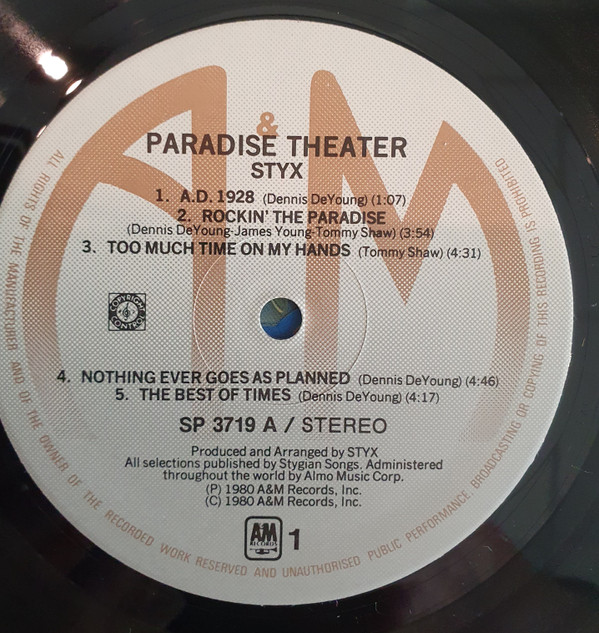 A&M
PARADISE THEATER
STYX
1. A.D. 1928 (Dennis DeYoung) (1:07)
2. ROCKIN' THE PARADISE
(Dennis DeYoung-James Young-Tommy Shaw) (3:54)
3. TOO MUCH TIME ON MY HANDS (Tommy Shaw) (4:31)
COPYRIGHT CONTROL
4. NOTHING EVER GOES AS PLANNED (Dennis DeYoung) (4:46)
5. THE BEST OF TIMES (Dennis DeYoung) (4:17)
SP 3719 A / STEREO
Produced and Arranged by STYX
All selections published by Stygian Songs. Administered
throughout the world by Almo Music Corp.
(P) 1980 A&M Records, Inc.
(C) 1980 A&M Records, Inc.
A&M RECORDS 1
ALL RIGHTS OF THE MANUFACTURER AND OF THE OWNER OF THE RECORDED WORK RESERVED AND UNAUTHORISED PUBLIC PERFORMANCE, BROADCASTING OR COPYING OF THIS RECORDING IS PROHIBITED